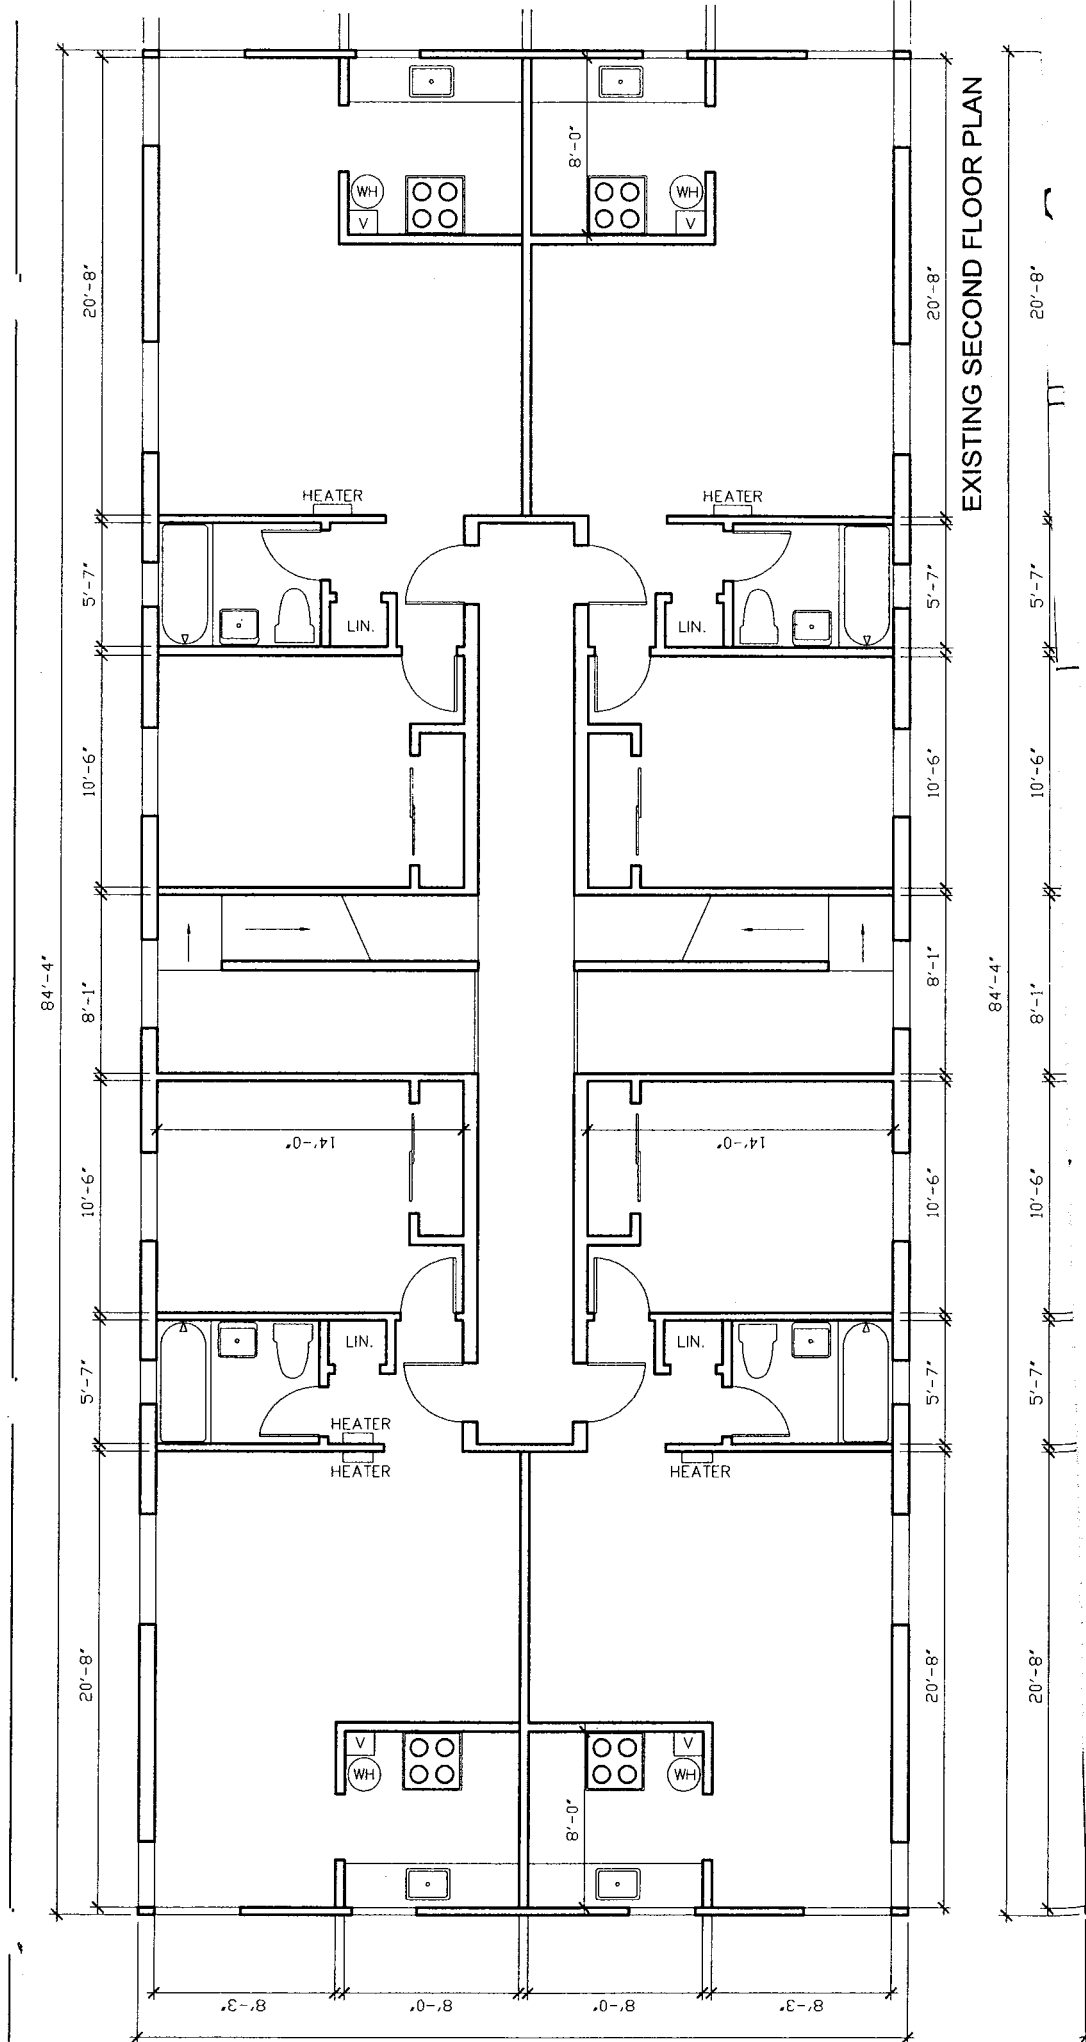 EXISTING SECOND FLOOR PLAN
84'-4"
20'-8"
5'-7"
10'-6"
8'-1"
10'-6"
5'-7"
20'-8"
WH
V
WH
V
8'-0"
HEATER
HEATER
LIN.
LIN.
14'-0"
14'-0"
LIN.
LIN.
HEATER
HEATER
HEATER
V
WH
V
WH
8'-0"
20'-8"
5'-7"
10'-6"
8'-1"
10'-6"
5'-7"
20'-8"
84'-4"
20'-8"
5'-7"
10'-6"
8'-1"
10'-6"
5'-7"
20'-8"
8'-3"
8'-0"
8'-0"
8'-3"